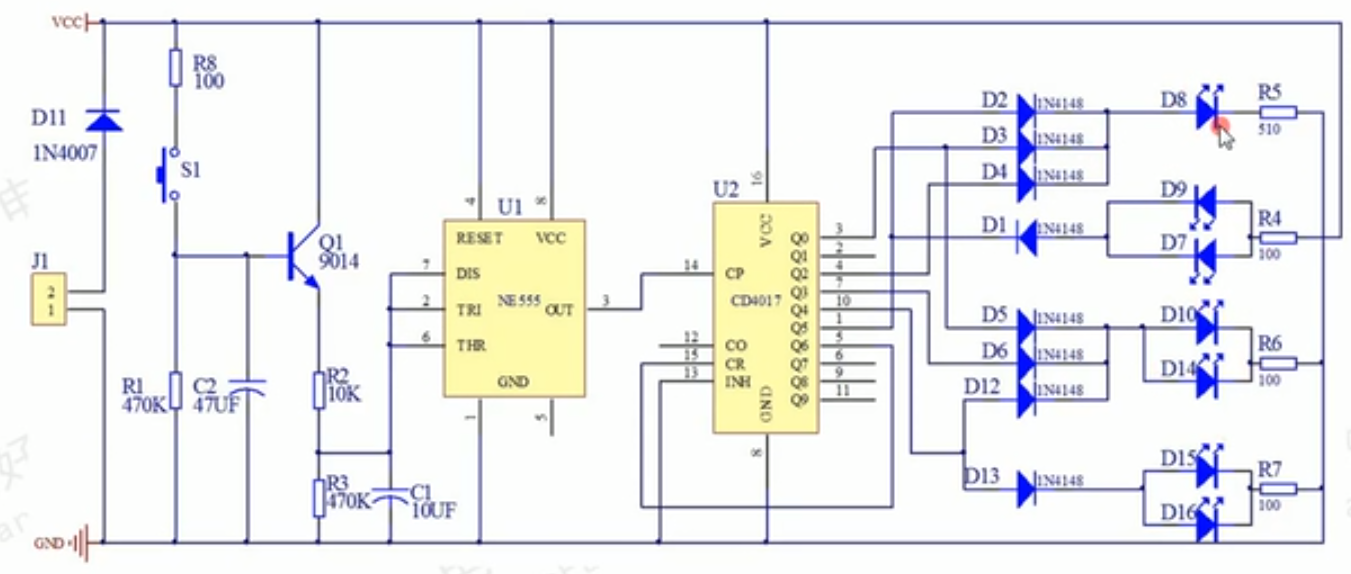 VCC
R8
100
D11
1N4007
S1
J1
2
1
Q1
9014
R1
470K
C2
47UF
R2
10K
R3
470K
C1
10UF
GND
U1
4
8
RESET
VCC
7
DIS
2
TRI
NE555
OUT
3
6
THR
GND
1
5
U2
16
VCC
14
CP
CD4017
12
CO
15
CR
13
INH
GND
8
Q0
3
Q1
2
Q2
4
Q3
7
Q4
10
Q5
1
Q6
5
Q7
6
Q8
9
Q9
11
D2
1N4148
D3
1N4148
D4
1N4148
D1
1N4148
D5
1N4148
D6
1N4148
D12
D13
1N4148
D8
R5
510
D9
R4
D7
100
D10
R6
D14
100
D15
R7
D16
100
1N4148